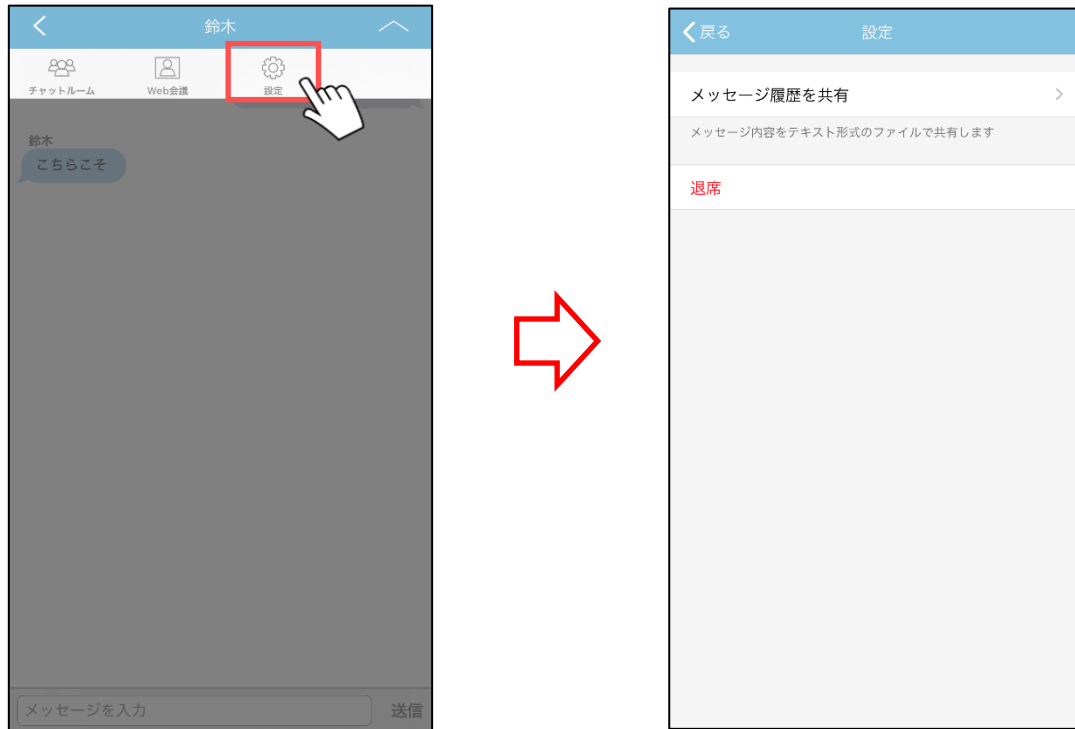 鈴木
チャットルーム
Web会議
設定
鈴木
こちらこそ
メッセージを入力
送信
戻る
設定
メッセージ履歴を共有
メッセージ内容をテキスト形式のファイルで共有します
退席